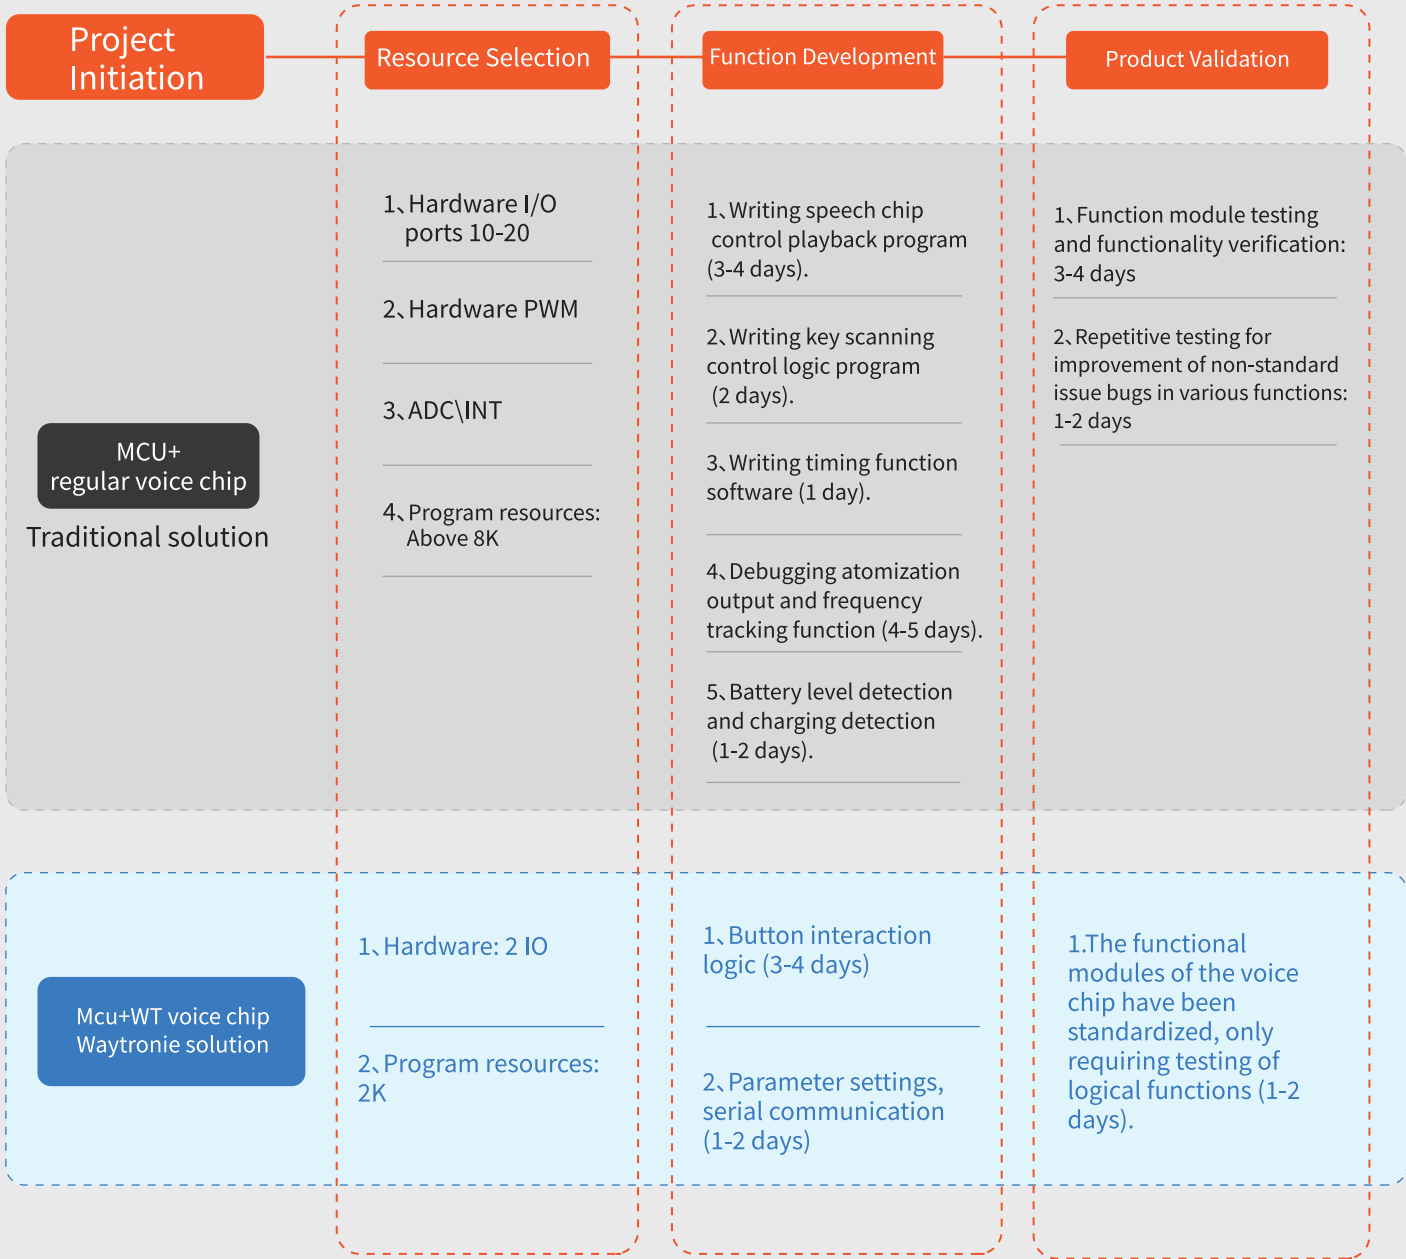 Project
Initiation
Resource Selection
Function Development
Product Validation
MCU+
regular voice chip
Traditional solution
1、Hardware I/O
ports 10-20
2、Hardware PWM
3、ADC\INT
4、Program resources:
Above 8K
1、Writing speech chip
control playback program
(3-4 days).
2、Writing key scanning
control logic program
(2 days).
3、Writing timing function
software (1 day).
4、Debugging atomization
output and frequency
tracking function (4-5 days).
5、Battery level detection
and charging detection
(1-2 days).
1、Function module testing
and functionality verification:
3-4 days
2、Repetitive testing for
improvement of non-standard
issue bugs in various functions:
1-2 days
Mcu+WT voice chip
Waytronie solution
1、Hardware: 2 IO
2、Program resources:
2K
1、Button interaction
logic (3-4 days)
2、Parameter settings,
serial communication
(1-2 days)
1.The functional
modules of the voice
chip have been
standardized, only
requiring testing of
logical functions (1-2
days).